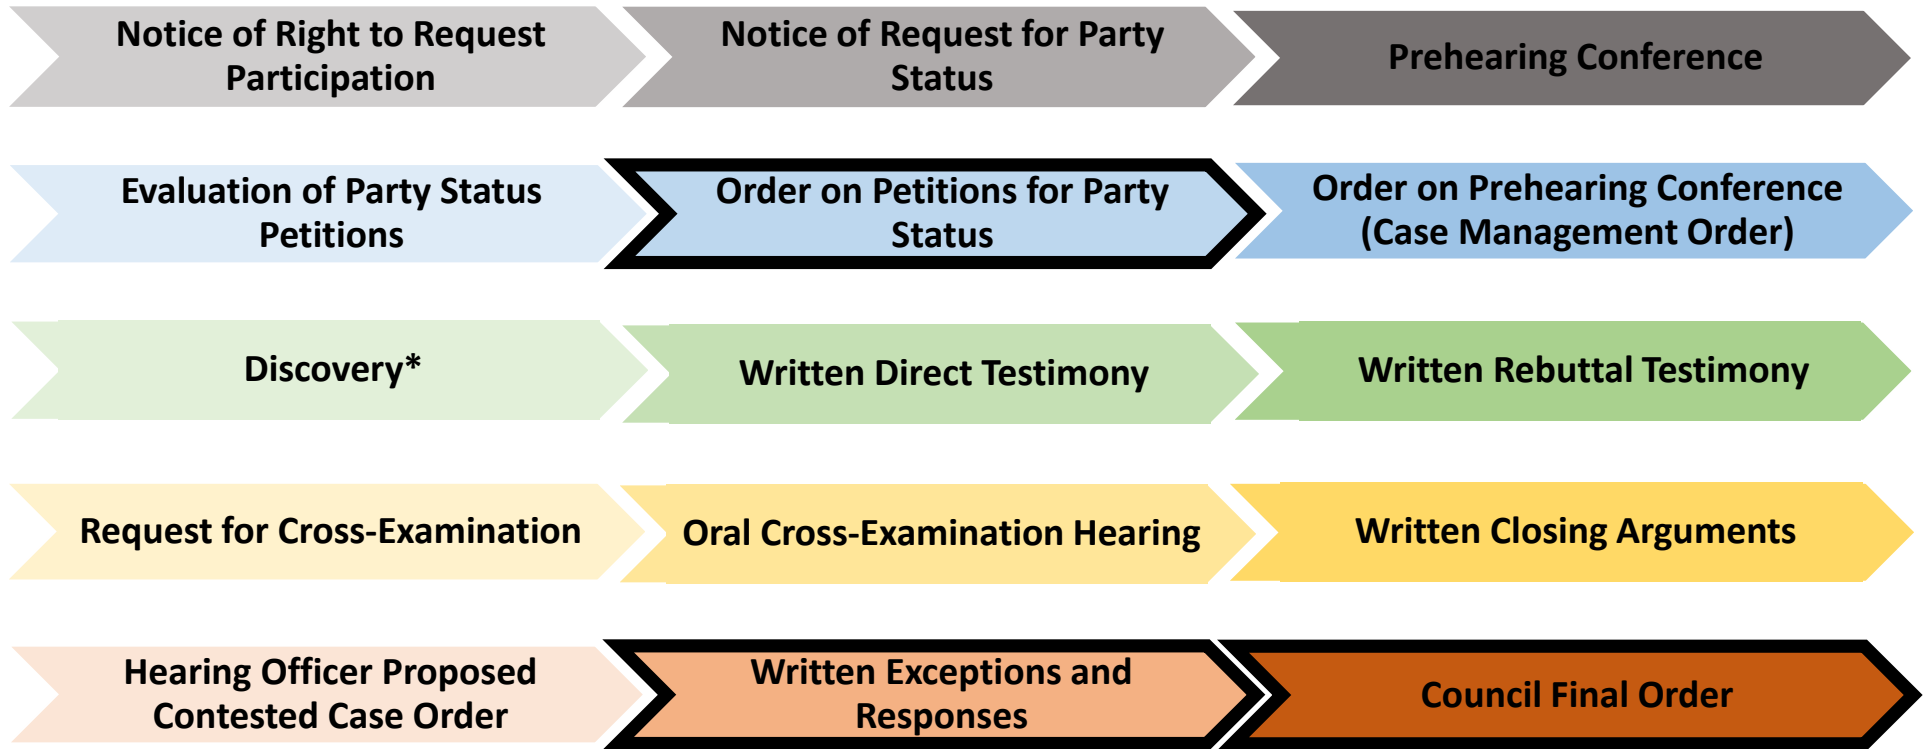 Notice of Right to Request
Participation
Notice of Request for Party
Status
Prehearing Conference
Evaluation of Party Status
Petitions
Order on Petitions for Party
Status
Order on Prehearing Conference
(Case Management Order)
Discovery*
Written Direct Testimony
Written Rebuttal Testimony
Request for Cross-Examination
Oral Cross-Examination Hearing
Written Closing Arguments
Hearing Officer Proposed
Contested Case Order
Written Exceptions and
Responses
Council Final Order